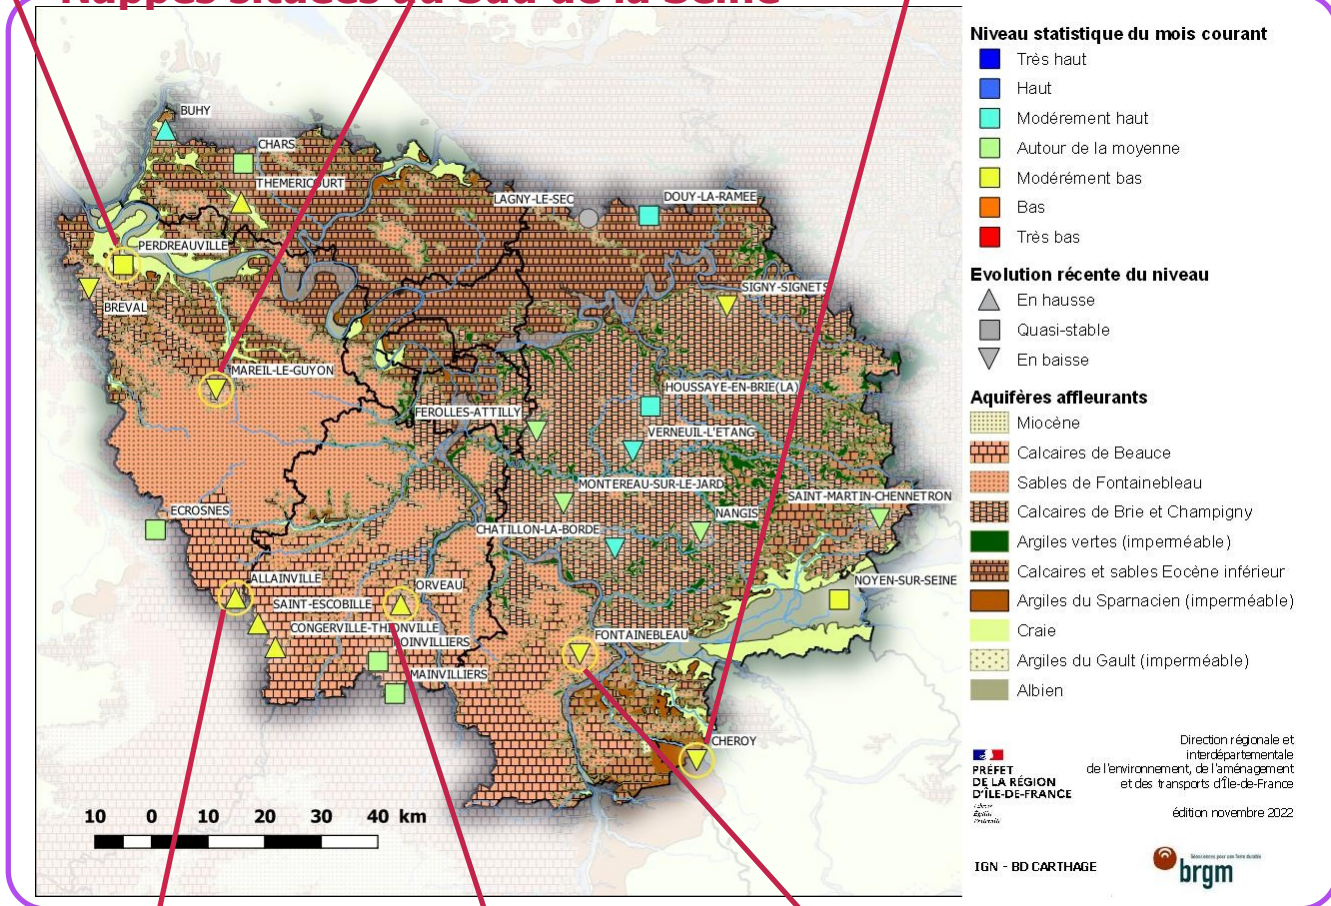 Nappes situées au Sud de la Seine
BUHY
CHARS
THEMERICOURT
LAGNY-LE-SEC
DOUY-LA-RAMEE
PERDREAUVILLE
SIGNY-SIGNETS
BREVAL
MAREIL-LE-GUYON
HOUSSAYE-EN-BRIE(LA)
FEROLLES-ATTILLY
VERNEUIL-L'ETANG
MONTEREAU-SUR-LE-JARD
SAINT-MARTIN-CHENNETRON
ECROSNES
NANGIS
CHATILLON-LA-BORDE
ALLAINVILLE
ORVEAU
NOYEN-SUR-SEINE
SAINT-ESCOBILLE
CONGERVILLE-THIONVILLE
FONTAINEBLEAU
MAINVILLIERS
CHEROY
10 0 10 20 30 40 km
Niveau statistique du mois courant
Très haut
Haut
Modérement haut
Autour de la moyenne
Modérément bas
Bas
Très bas
Evolution récente du niveau
En hausse
Quasi-stable
En baisse
Aquifères affleurants
Miocène
Calcaires de Beauce
Sables de Fontainebleau
Calcaires de Brie et Champigny
Argiles vertes (imperméable)
Calcaires et sables Eocène inférieur
Argiles du Sparnacien (imperméable)
Craie
Argiles du Gault (imperméable)
Albien
PRÉFET
DE LA RÉGION
D'ÎLE-DE-FRANCE
Direction régionale et
interdépartementale
de l'environnement, de l'aménagement
et des transports d'Île-de-France
édition novembre 2022
IGN - BD CARTHAGE
Géosciences pour une Terre durable
brgm